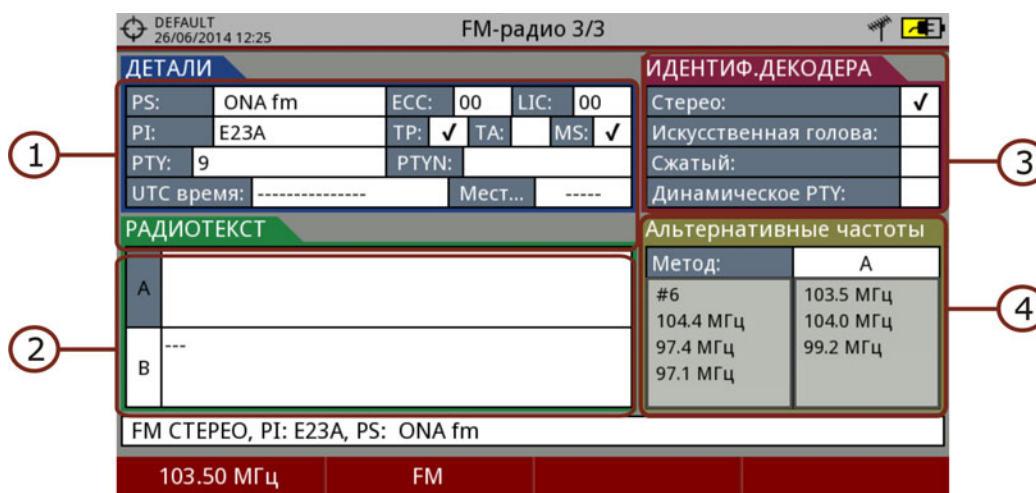 DEFAULT
26/06/2014 12:25
FM-радио 3/3
ДЕТАЛИ
PS: ONA fm ECC: 00 LIC: 00
PI: E23A TP: ✓ TA: MS: ✓
PTY: 9 PTYN:
UTC время: --------------- Мест... -----
РАДИОТЕКСТ
A
B ---
ИДЕНТИФ.ДЕКОДЕРА
Стерео: ✓
Искусственная голова:
Сжатый:
Динамическое PTY:
Альтернативные частоты
Метод: A
#6 103.5 МГц
104.4 МГц 104.0 МГц
97.4 МГц 99.2 МГц
97.1 МГц
FM СТЕРЕО, PI: E23A, PS: ONA fm
103.50 МГц FM
1
2
3
4